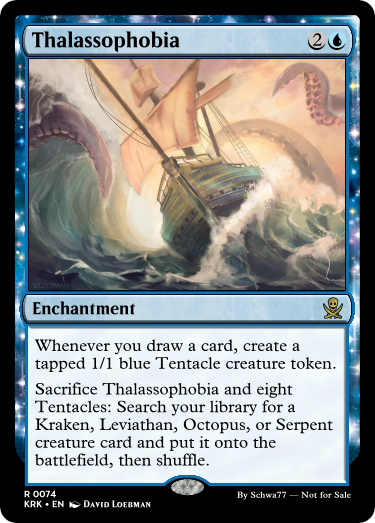 Thalassophobia 2
Enchantment
Whenever you draw a card, create a
tapped 1/1 blue Tentacle creature token.
Sacrifice Thalassophobia and eight
Tentacles: Search your library for a
Kraken, Leviathan, Octopus, or Serpent
creature card and put it onto the
battlefield, then shuffle.
R 0074
KRK • EN DAVID LOEBMAN
By Schwa77 — Not for Sale